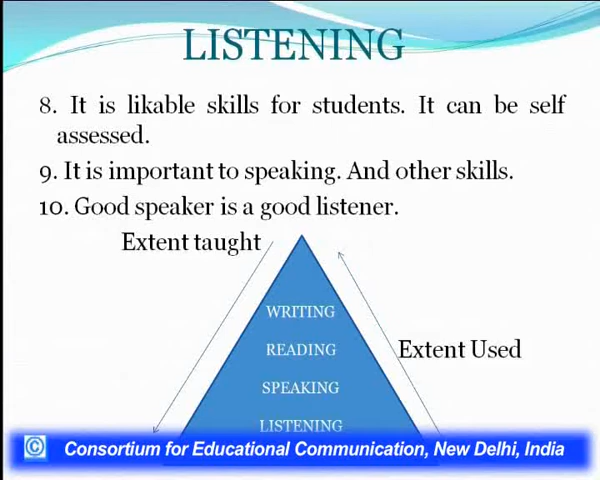 LISTENING
8. It is likable skills for students. It can be self
assessed.
9. It is important to speaking. And other skills.
10. Good speaker is a good listener.
Extent taught
WRITING
READING
Extent Used
SPEAKING
LISTENING
© Consortium for Educational Communication, New Delhi, India